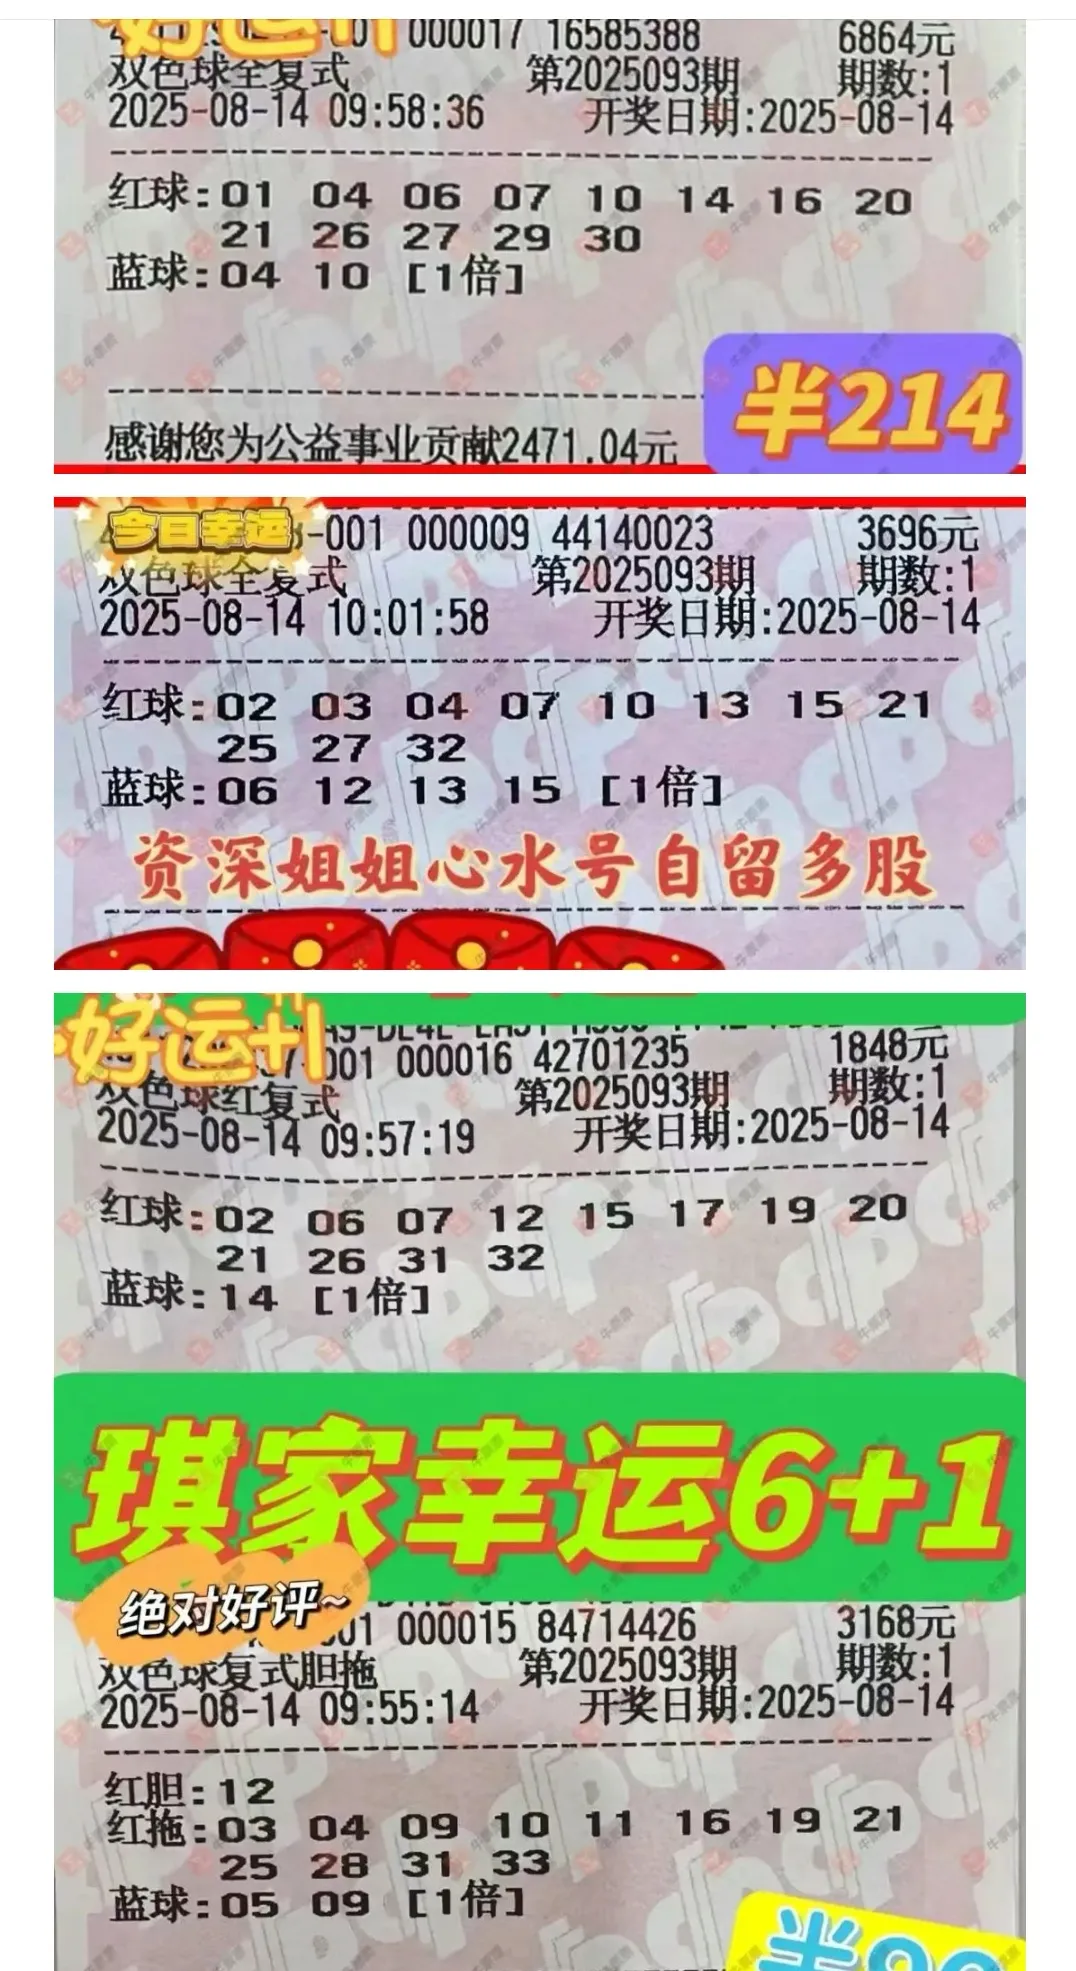 好运+1
000017 16585388 6864元
双色球全复式 第2025093期 期数:1
2025-08-14 09:58:36 开奖日期:2025-08-14
红球:01 04 06 07 10 14 16 20
21 26 27 29 30
蓝球:04 10 [1倍]
半214
感谢您为公益事业贡献2471.04元
今日幸运
-001 000009 44140023 3696元
双色球全复式 第2025093期 期数:1
2025-08-14 10:01:58 开奖日期:2025-08-14
红球:02 03 04 07 10 13 15 21
25 27 32
蓝球:06 12 13 15 [1倍]
资深姐姐心水号自留多股
好运+1
001 000016 42701235 1848元
双色球红复式 第2025093期 期数:1
2025-08-14 09:57:19 开奖日期:2025-08-14
红球:02 06 07 12 15 17 19 20
21 26 31 32
蓝球:14 [1倍]
琪家幸运6+1
绝对好评~
001 000015 84714426 3168元
双色球复式胆拖 第2025093期 期数:1
2025-08-14 09:55:14 开奖日期:2025-08-14
红胆:12
红拖:03 04 09 10 11 16 19 21
25 28 31 33
蓝球:05 09 [1倍]